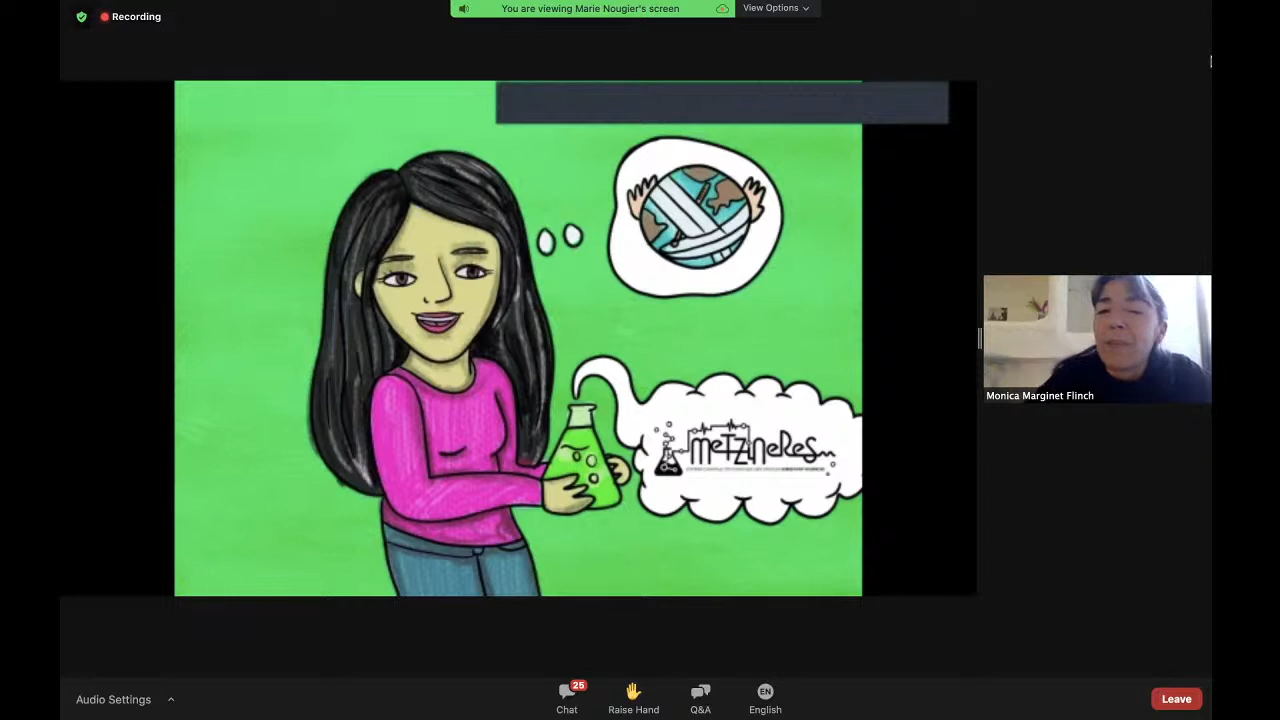 Recording
You are viewing Marie Nougier's screen
View Options
METZINERES
Monica Marginet Flinch
Audio Settings
25
Chat
Raise Hand
Q&A
EN
English
Leave